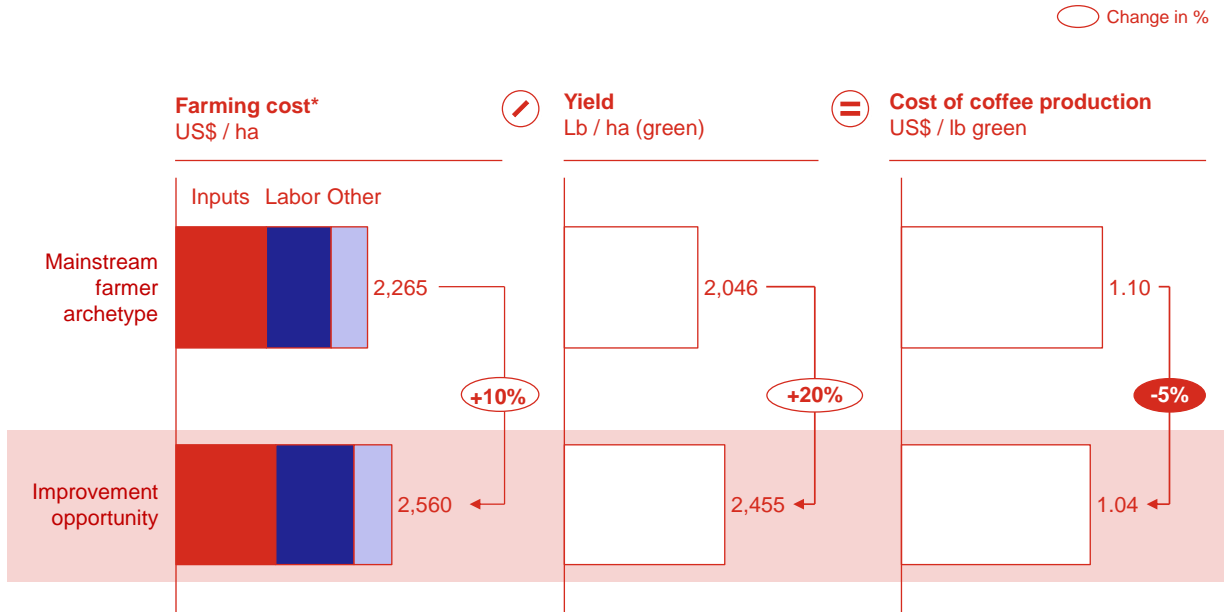 Change in %
Farming cost*
US$ / ha
Yield
Lb / ha (green)
Cost of coffee production
US$ / lb green
Inputs Labor Other
Mainstream
farmer
archetype
2,265
2,046
1.10
+10%
+20%
-5%
Improvement
opportunity
2,560
2,455
1.04